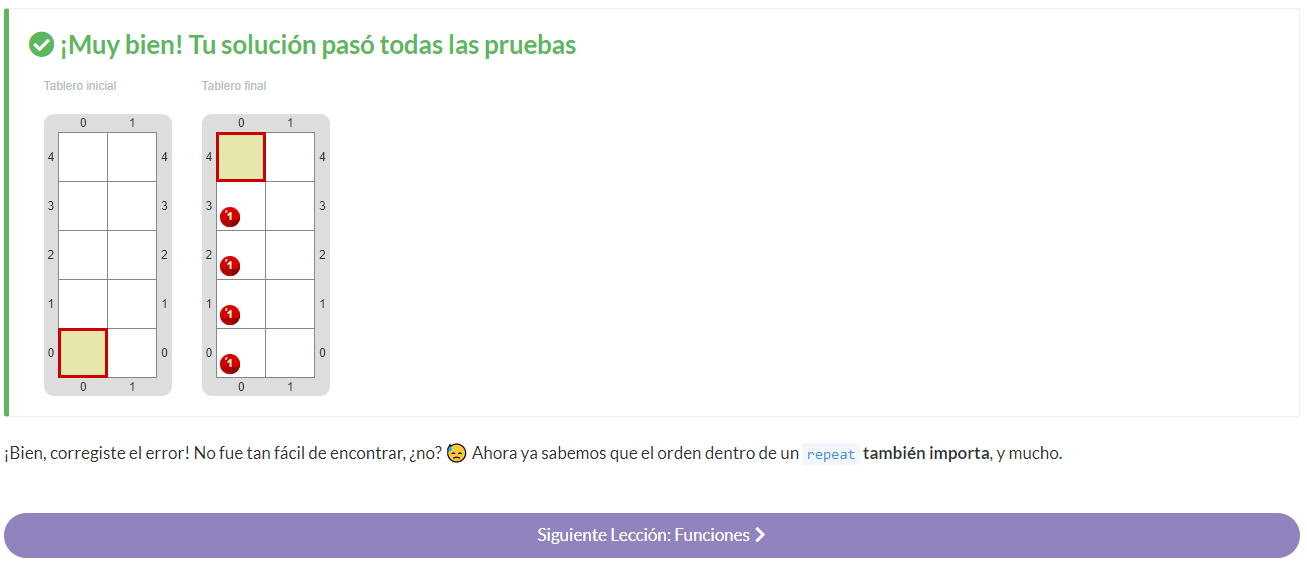 ¡Muy bien! Tu solución pasó todas las pruebas
Tablero inicial Tablero final
0 1 0 1
4 4 4 4
3 3 3 1 3
2 2 2 1 2
1 1 1 1 1
0 0 0 1 0
0 1 0 1
¡Bien, corregiste el error! No fue tan fácil de encontrar, ¿no? 😓 Ahora ya sabemos que el orden dentro de un repeat también importa, y mucho.
Siguiente Lección: Funciones